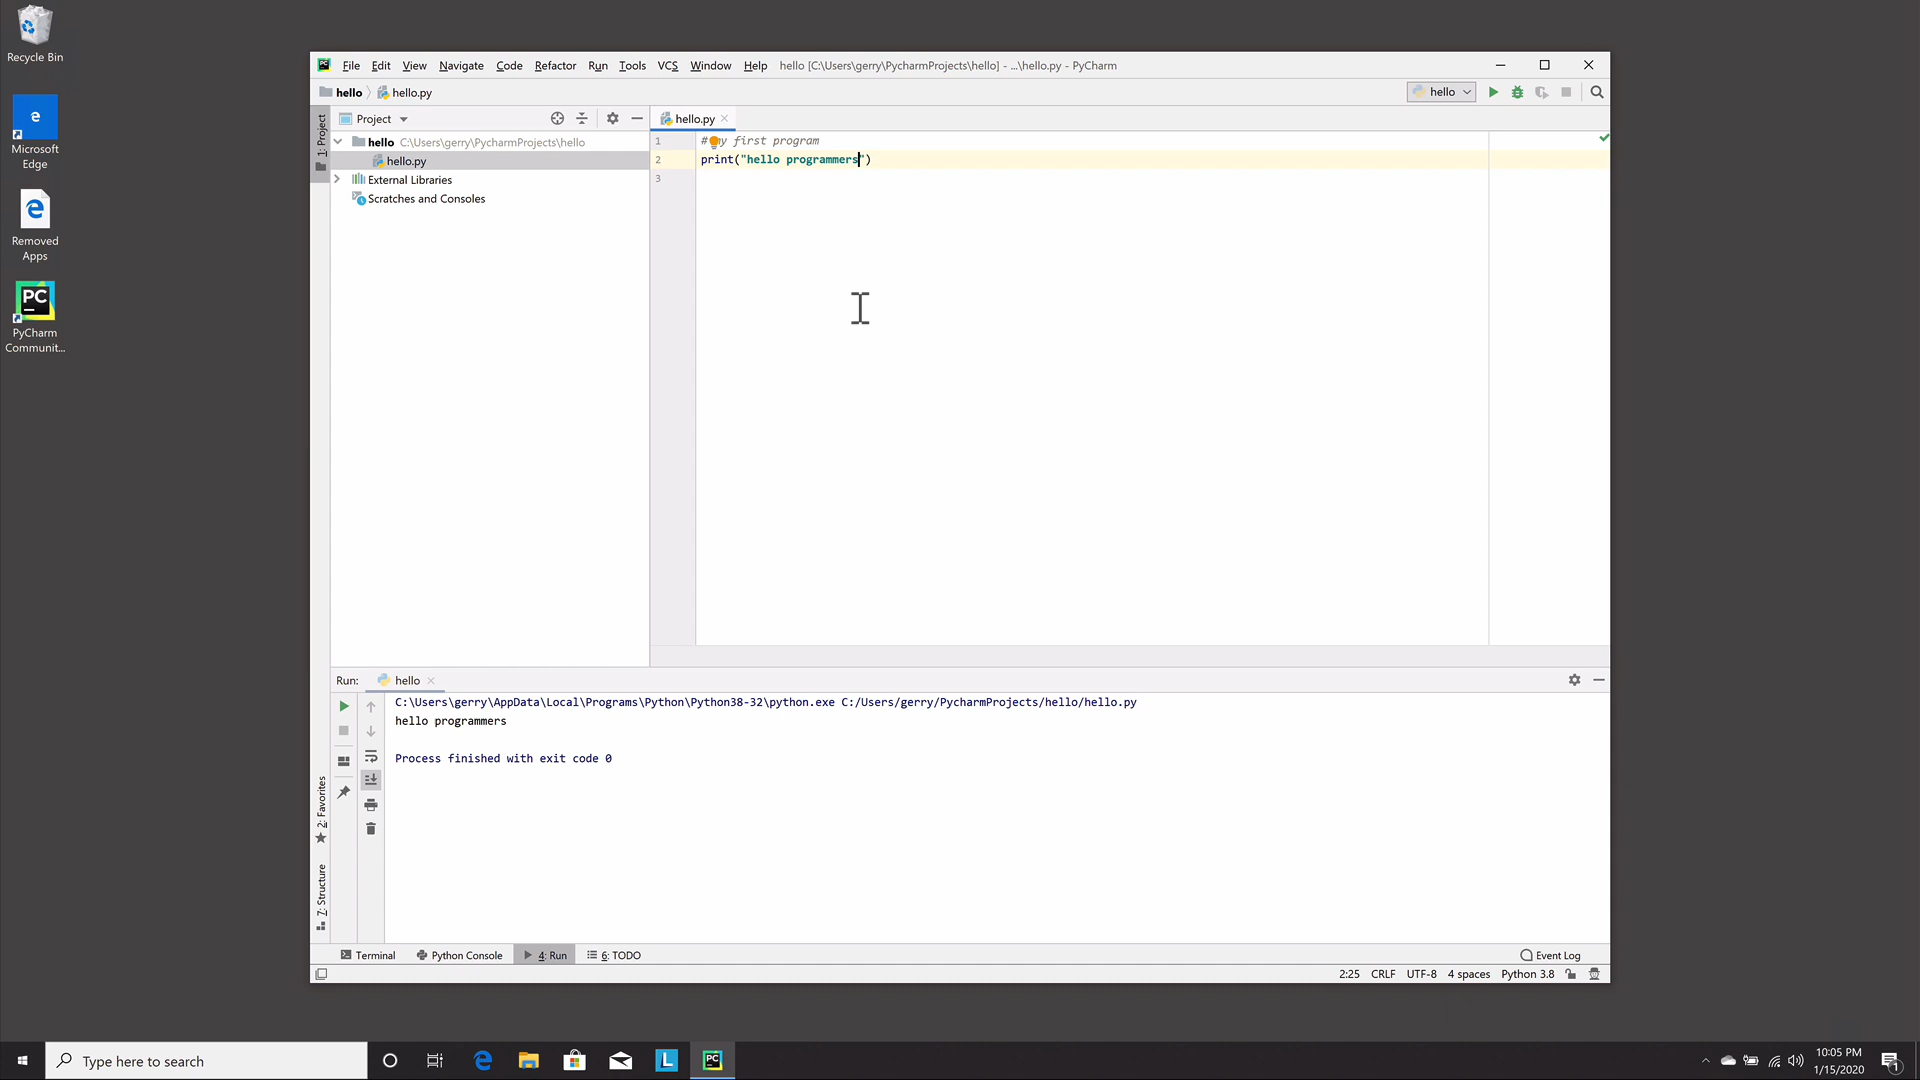 Recycle Bin
Microsoft
Edge
Removed
Apps
PC
PyCharm
Communit...
PC File Edit View Navigate Code Refactor Run Tools VCS Window Help hello [C:\Users\gerry\PycharmProjects\hello] - ...\hello.py - PyCharm
hello hello.py hello
1: Project
Project
hello C:\Users\gerry\PycharmProjects\hello
hello.py
External Libraries
Scratches and Consoles
hello.py
1 # y first program
2 print("hello programmers")
3
Run: hello
C:\Users\gerry\AppData\Local\Programs\Python\Python38-32\python.exe C:/Users/gerry/PycharmProjects/hello/hello.py
hello programmers
Process finished with exit code 0
2: Favorites
7: Structure
Terminal Python Console 4: Run 6: TODO Event Log
2:25 CRLF UTF-8 4 spaces Python 3.8
Type here to search
L
PC
10:05 PM
1/15/2020
1